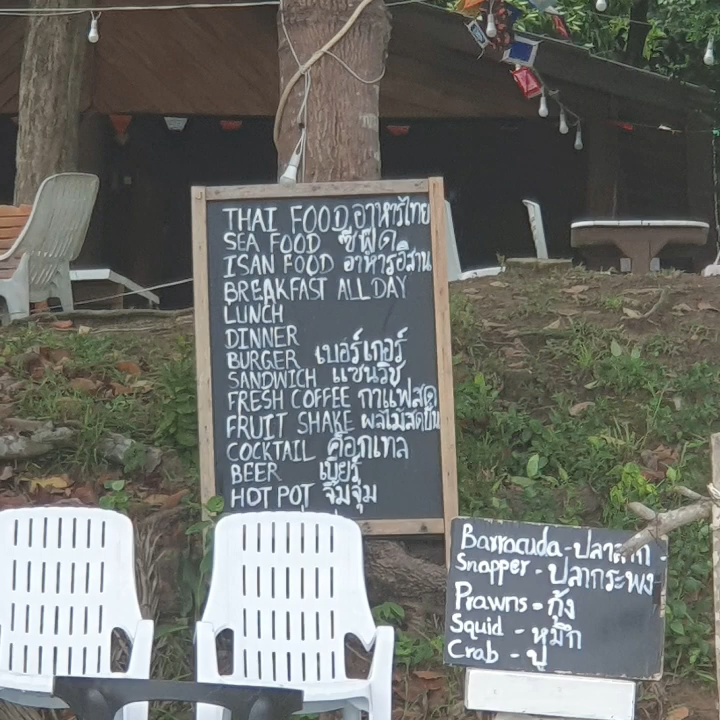 THAI FOOD อาหารไทย
SEA FOOD ซีฟู๊ด
ISAN FOOD อาหารอิสาน
BREAKFAST ALL DAY
LUNCH
DINNER
BURGER เบอร์เกอร์
SANDWICH แซนวิช
FRESH COFFEE กาแฟสด
FRUIT SHAKE ผลไม้สดปั่น
COCKTAIL ค๊อกเทล
BEER เบียร์
HOT POT จิ้มจุ่ม
Barracuda -
Snapper - ปลากระพง
Prawns - กุ้ง
Squid - หมึก
Crab - ปู